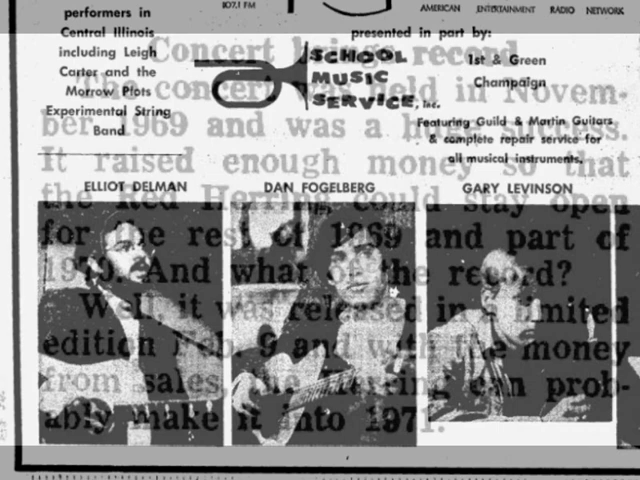 performers in
Central Illinois
including Leigh
Carter and the
Morrow Plots
Experimental String
Band
107.1 FM
AMERICAN ENTERTAINMENT RADIO NETWORK
presented in part by:
SCHOOL
MUSIC
SERVICE, Inc.
1st & Green
Champaign
Featuring Guild & Martin Guitars
& complete repair service for
all musical instruments.
ELLIOT DELMAN
DAN FOGELBERG
GARY LEVINSON
Concert brings record
The concert was held in Novem-
ber 1969 and was a huge success.
It raised enough money so that
the Red Herring could stay open
for the rest of 1969 and part of
1970. And what of the record?
Well, it was released in a limited
edition Feb. 9 and with the money
from sales, the Herring can prob-
ably make it into 1971.